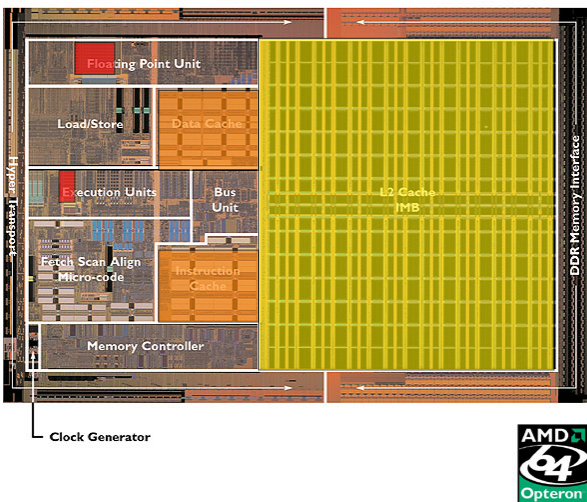 Floating Point Unit
Load/Store
Data Cache
Execution Units
Bus
Unit
L2 Cache
IMB
Hyper Transport
DDR Memory Interface
Fetch Scan Align
Micro-code
Instruction
Cache
Memory Controller
Clock Generator
AMD
64
Opteron